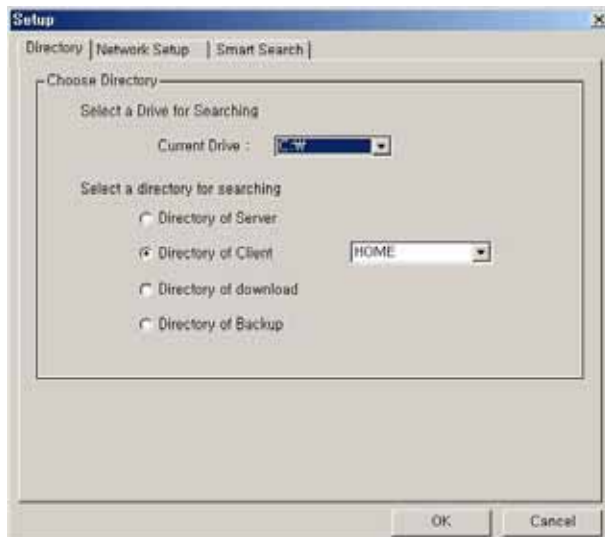 Setup
Directory Network Setup Smart Search
Choose Directory
Select a Drive for Searching
Current Drive : C:₩
Select a directory for searching
Directory of Server
Directory of Client HOME
Directory of download
Directory of Backup
OK Cancel